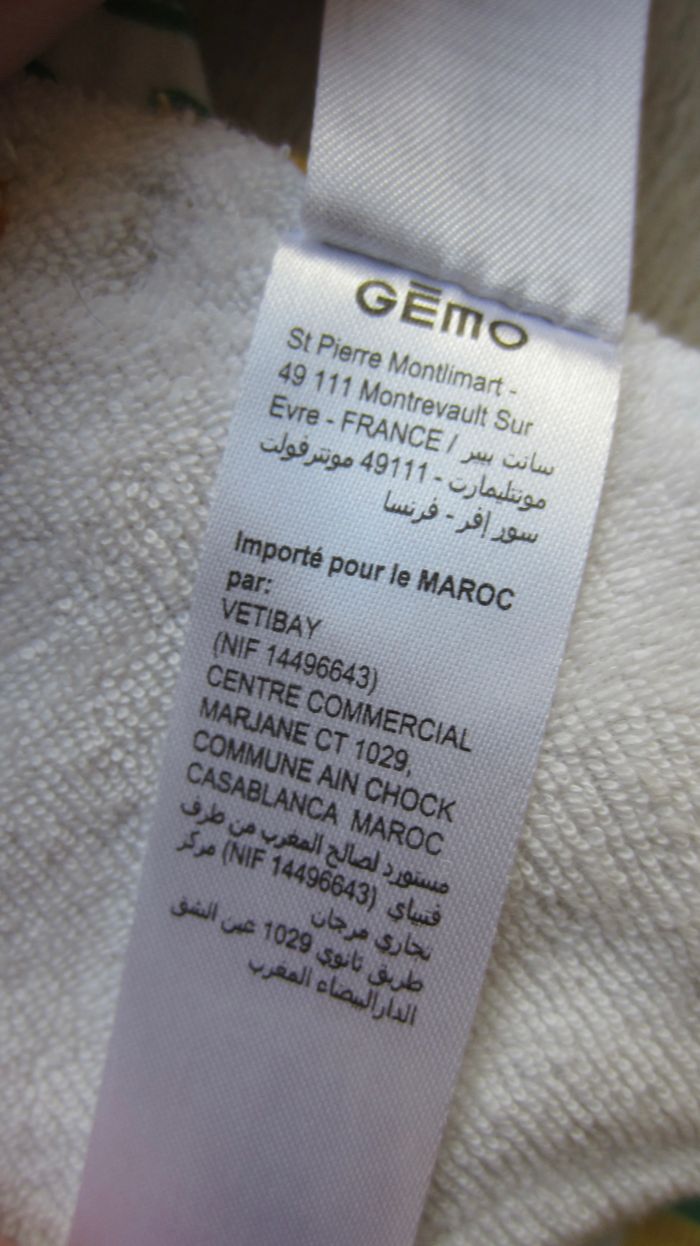 GĒMO
St Pierre Montlimart -
49 111 Montrevault Sur
Evre - FRANCE / سانت بيير
مونتليمارت - 49111 مونترفولت
سور إفر - فرنسا
Importé pour le MAROC
par:
VETIBAY
(NIF 14496643)
CENTRE COMMERCIAL
MARJANE CT 1029,
COMMUNE AIN CHOCK
CASABLANCA MAROC
مستورد لصالح المغرب من طرف
فتيباي (NIF 14496643) مركز
تجاري مرجان
طريق ثانوي 1029 عين الشق
الدارالبيضاء المغرب